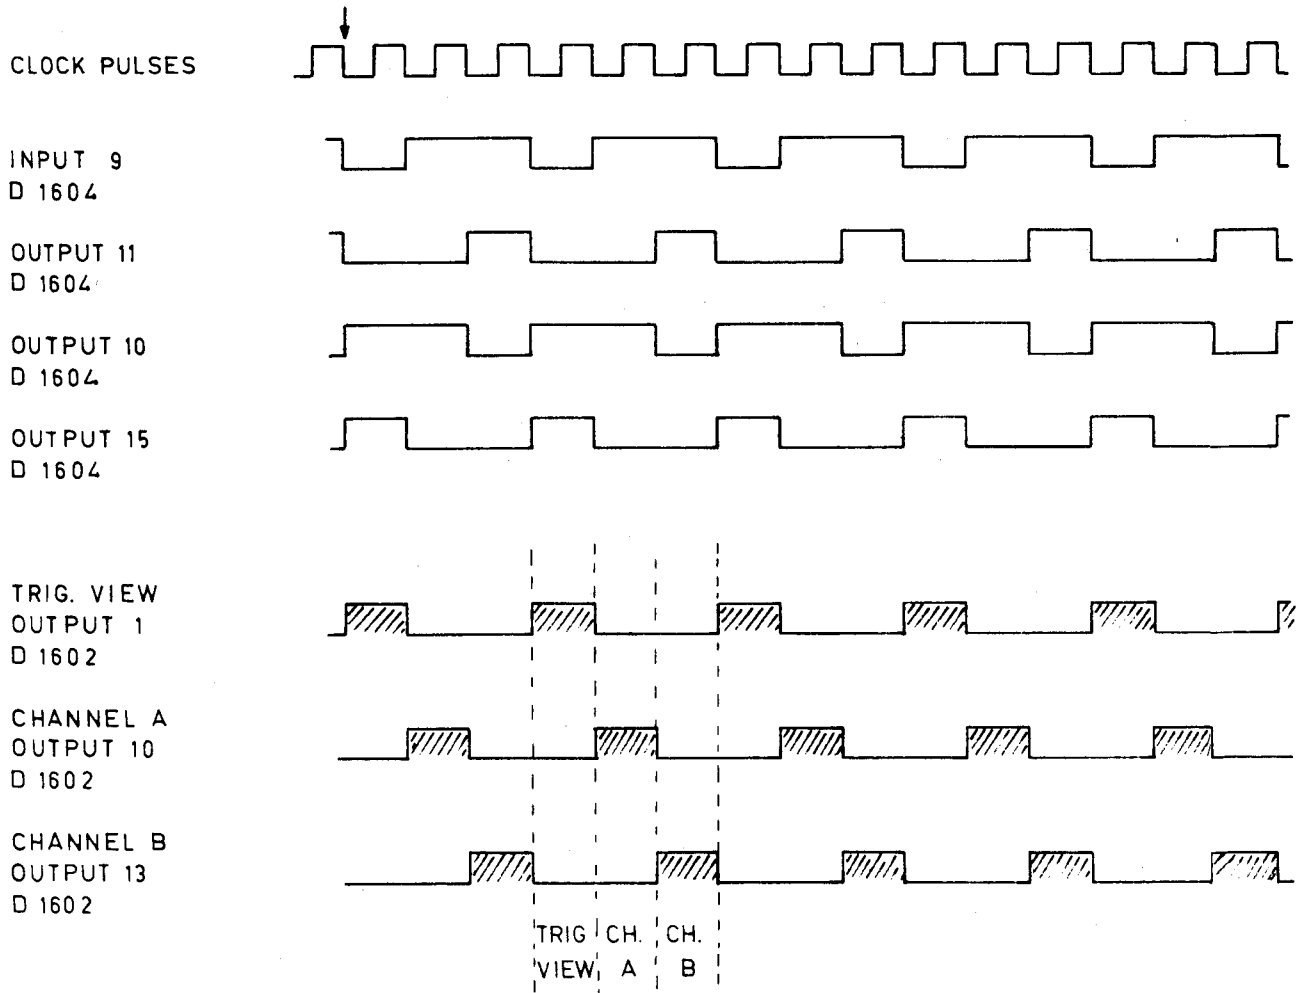 CLOCK PULSES
INPUT 9
D 1604
OUTPUT 11
D 1604
OUTPUT 10
D 1604
OUTPUT 15
D 1604
TRIG. VIEW
OUTPUT 1
D 1602
CHANNEL A
OUTPUT 10
D 1602
CHANNEL B
OUTPUT 13
D 1602
TRIG CH. CH.
VIEW A B